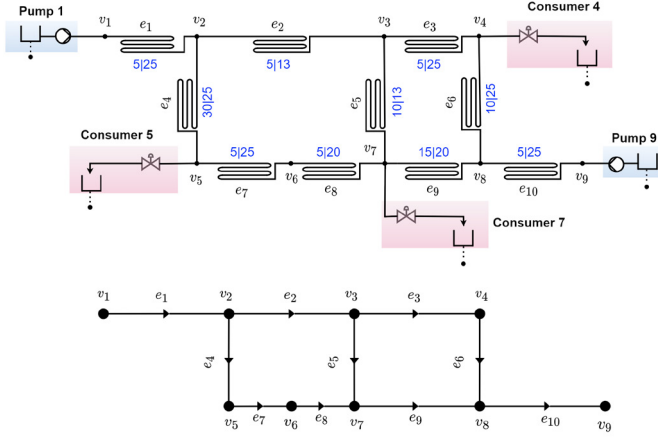 Pump 1
v1
e1
v2
e2
v3
e3
v4
Consumer 4
5|25
5|13
5|25
e4
30|25
e5
10|13
e6
10|25
Consumer 5
5|25
5|20
v7
15|20
5|25
Pump 9
v5
e7
v6
e8
e9
v8
e10
v9
Consumer 7
v1
e1
v2
e2
v3
e3
v4
e4
e5
e6
v5
e7
v6
e8
v7
e9
v8
e10
v9